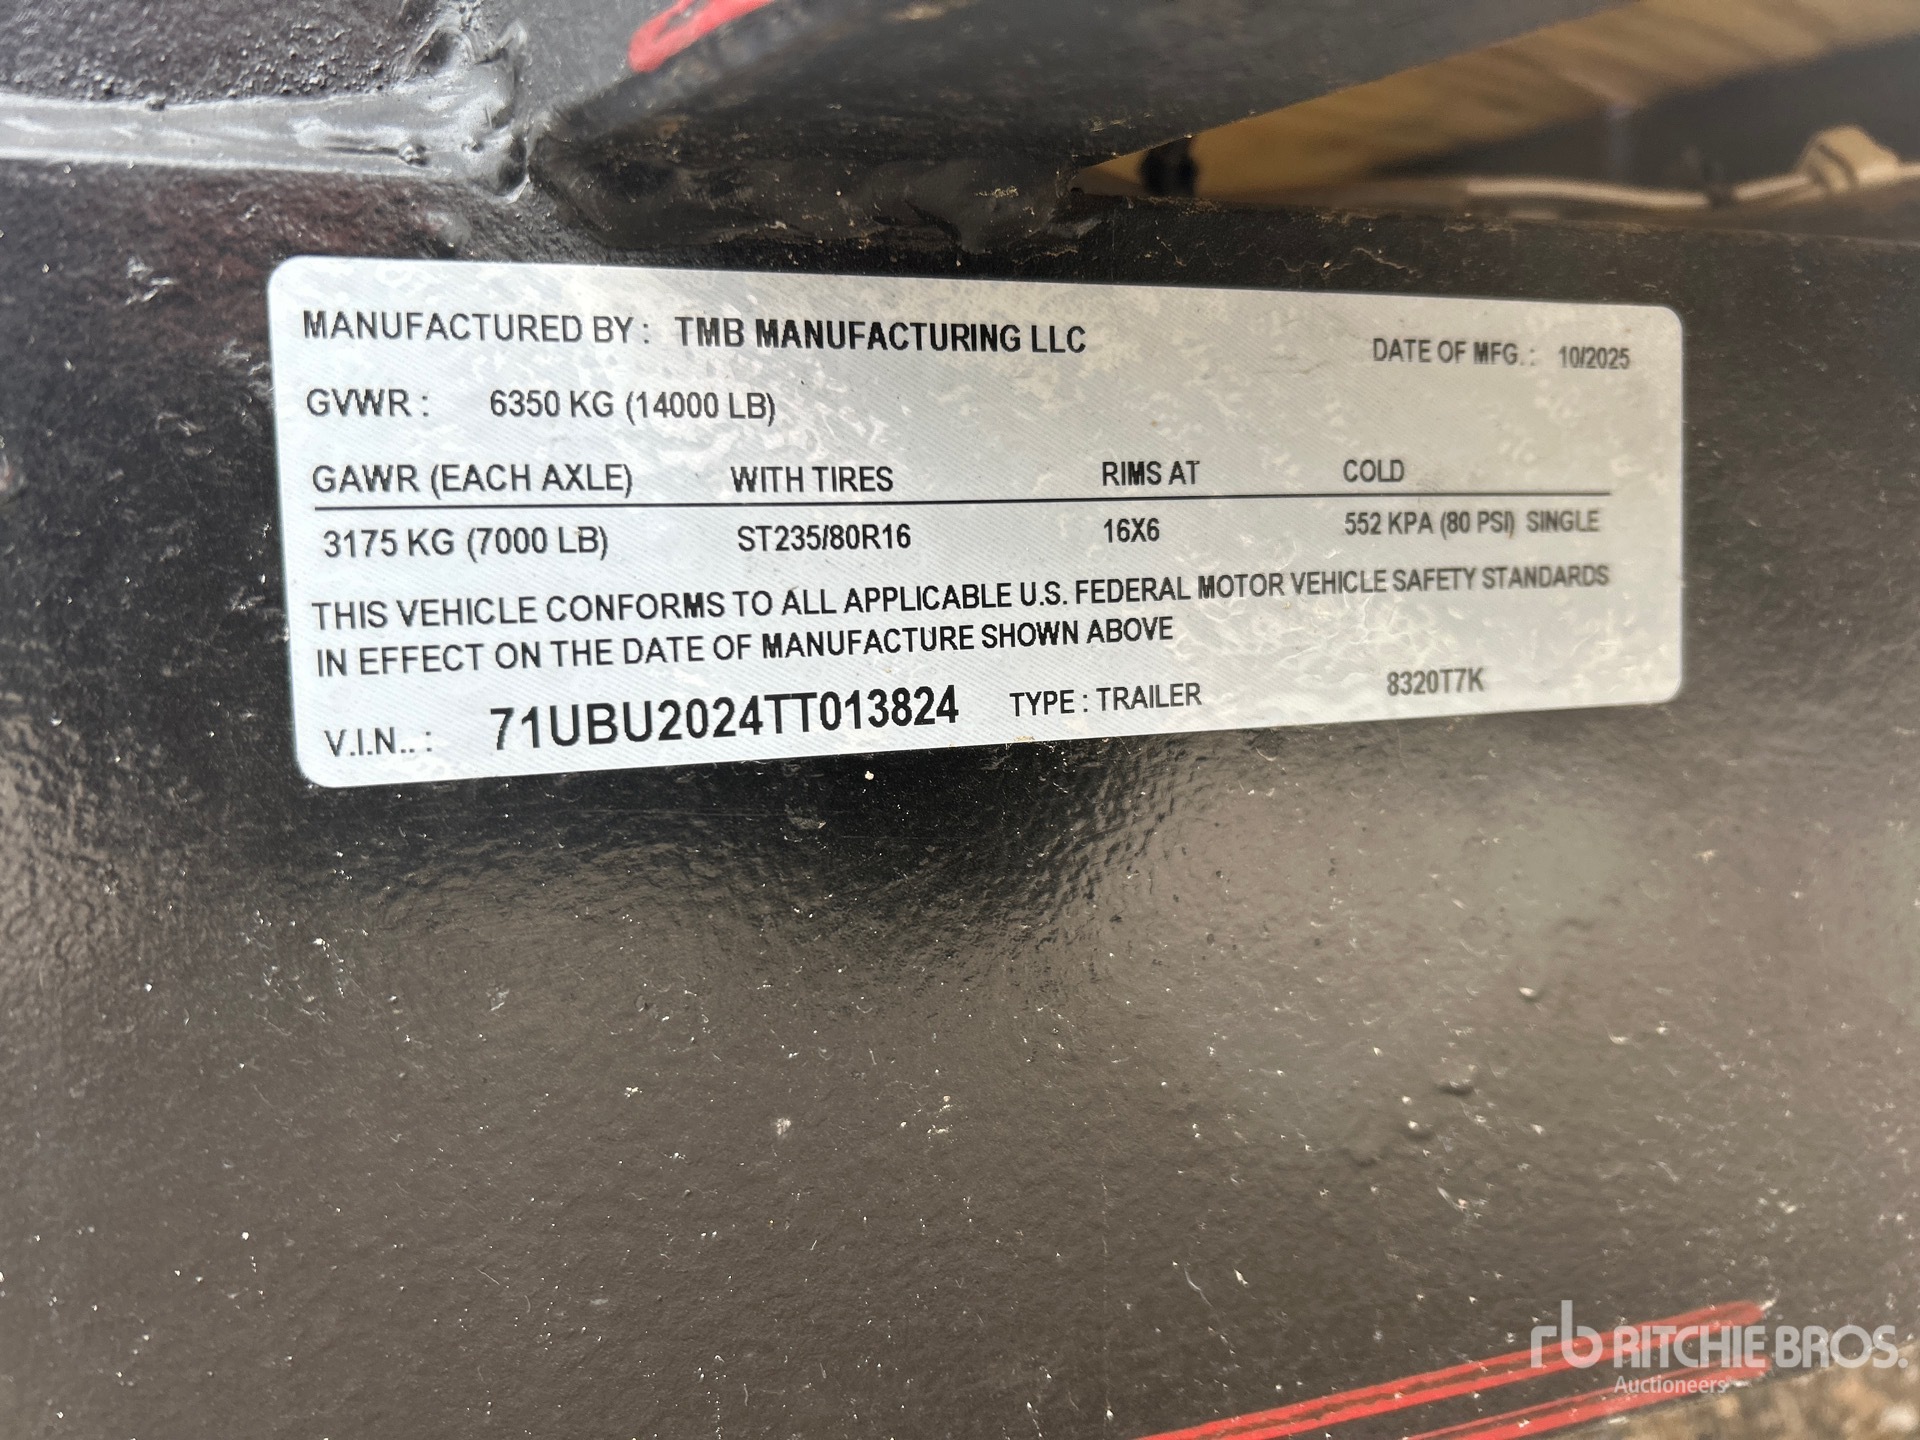 MANUFACTURED BY : TMB MANUFACTURING LLC DATE OF MFG. : 10/2025
GVWR : 6350 KG (14000 LB)
GAWR (EACH AXLE) WITH TIRES RIMS AT COLD
3175 KG (7000 LB) ST235/80R16 16X6 552 KPA (80 PSI) SINGLE
THIS VEHICLE CONFORMS TO ALL APPLICABLE U.S. FEDERAL MOTOR VEHICLE SAFETY STANDARDS
IN EFFECT ON THE DATE OF MANUFACTURE SHOWN ABOVE
V.I.N.. : 71UBU2024TT013824 TYPE : TRAILER 8320T7K
rb RITCHIE BROS.
Auctioneers